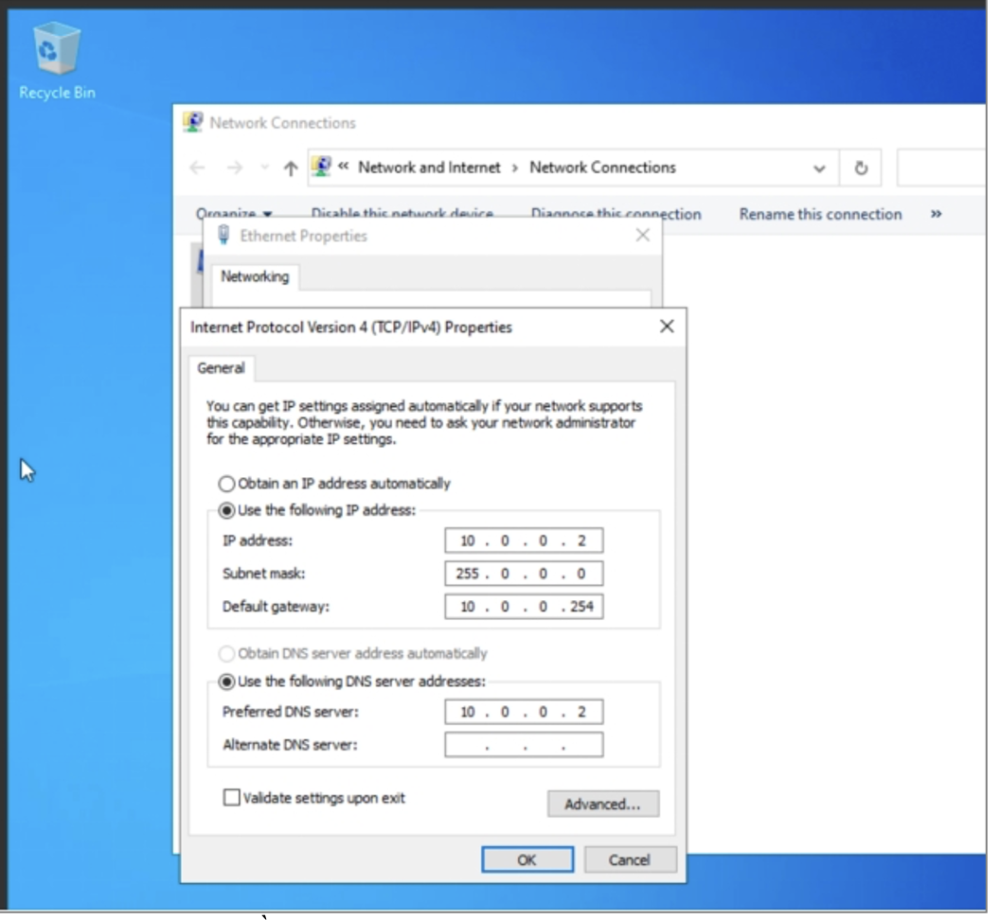 Recycle Bin
Network Connections
« Network and Internet › Network Connections
Organize Disable this network device Diagnose this connection Rename this connection »
Ethernet Properties
Networking
Internet Protocol Version 4 (TCP/IPv4) Properties
General
You can get IP settings assigned automatically if your network supports
this capability. Otherwise, you need to ask your network administrator
for the appropriate IP settings.
Obtain an IP address automatically
Use the following IP address:
IP address: 10 . 0 . 0 . 2
Subnet mask: 255 . 0 . 0 . 0
Default gateway: 10 . 0 . 0 . 254
Obtain DNS server address automatically
Use the following DNS server addresses:
Preferred DNS server: 10 . 0 . 0 . 2
Alternate DNS server: . . .
Validate settings upon exit
Advanced...
OK Cancel